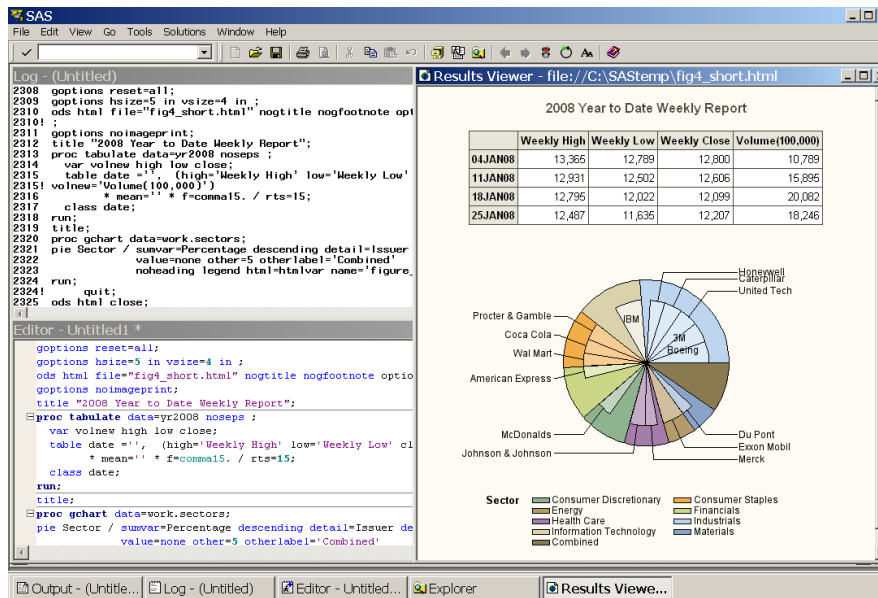 SAS
File Edit View Go Tools Solutions Window Help
Log - (Untitled)
2308 goptions reset=all;
2309 goptions hsize=5 in vsize=4 in ;
2310 ods html file="fig4_short.html" nogtitle nogfootnote opt
2310! ;
2311 goptions noimageprint;
2312 title "2008 Year to Date Weekly Report";
2313 proc tabulate data=yr2008 noseps ;
2314 var volnew high low close;
2315 table date ='', (high='Weekly High' low='Weekly Low'
2315! volnew='Volume(100,000)')
2316 * mean='' * f=comma15. / rts=15;
2317 class date;
2318 run;
2319 title;
2320 proc gchart data=work.sectors;
2321 pie Sector / sumvar=Percentage descending detail=Issuer
2322 value=none other=5 otherlabel='Combined'
2323 noheading legend html=htmlvar name='figure_
2324 run;
2324! quit;
2325 ods html close;
Editor - Untitled1 *
goptions reset=all;
goptions hsize=5 in vsize=4 in ;
ods html file="fig4_short.html" nogtitle nogfootnote optio
goptions noimageprint;
title "2008 Year to Date Weekly Report";
proc tabulate data=yr2008 noseps ;
var volnew high low close;
table date ='', (high='Weekly High' low='Weekly Low' cl
* mean='' * f=comma15. / rts=15;
class date;
run;
title;
proc gchart data=work.sectors;
pie Sector / sumvar=Percentage descending detail=Issuer de
value=none other=5 otherlabel='Combined'
Results Viewer - file://C:\SAStemp\fig4_short.html
2008 Year to Date Weekly Report
Weekly High Weekly Low Weekly Close Volume(100,000)
04JAN08 13,365 12,789 12,800 10,789
11JAN08 12,931 12,502 12,606 15,895
18JAN08 12,795 12,022 12,099 20,082
25JAN08 12,487 11,635 12,207 18,246
Honeywell
Caterpillar
United Tech
Procter & Gamble
IBM
Coca Cola
3M
Wal Mart
Boeing
American Express
McDonalds
Du Pont
Exxon Mobil
Johnson & Johnson
Merck
Sector Consumer Discretionary Consumer Staples
Energy Financials
Health Care Industrials
Information Technology Materials
Combined
Output - (Untitle... Log - (Untitled) Editor - Untitled... Explorer Results Viewe...